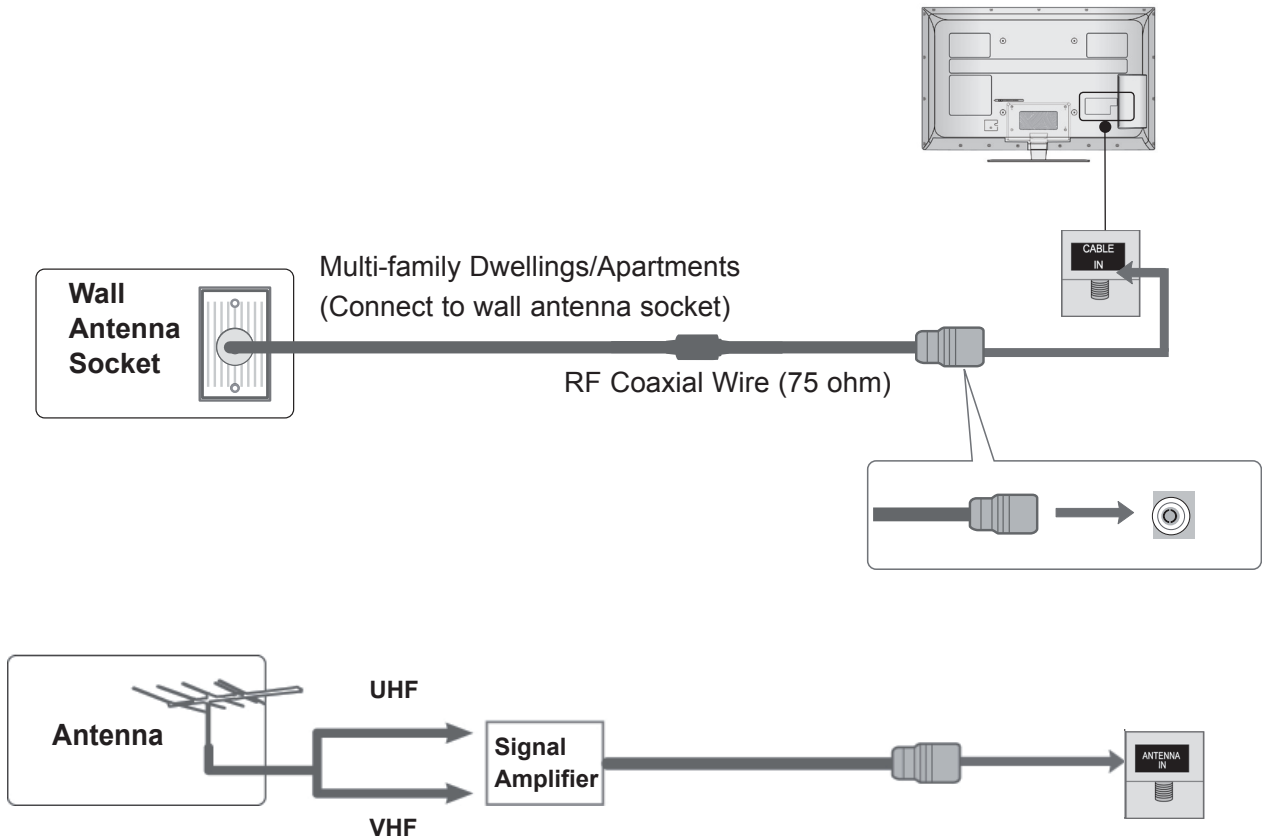 CABLE
IN
Multi-family Dwellings/Apartments
(Connect to wall antenna socket)
Wall
Antenna
Socket
RF Coaxial Wire (75 ohm)
UHF
Antenna
Signal
Amplifier
ANTENNA
IN
VHF